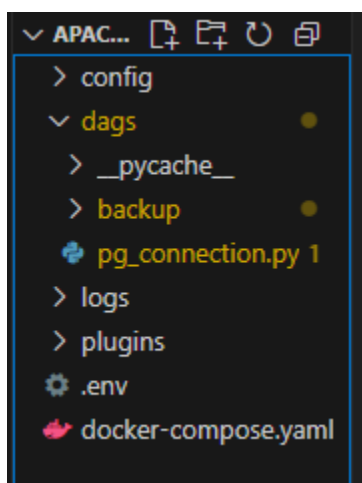 APAC...
config
dags
__pycache__
backup
pg_connection.py 1
logs
plugins
.env
docker-compose.yaml